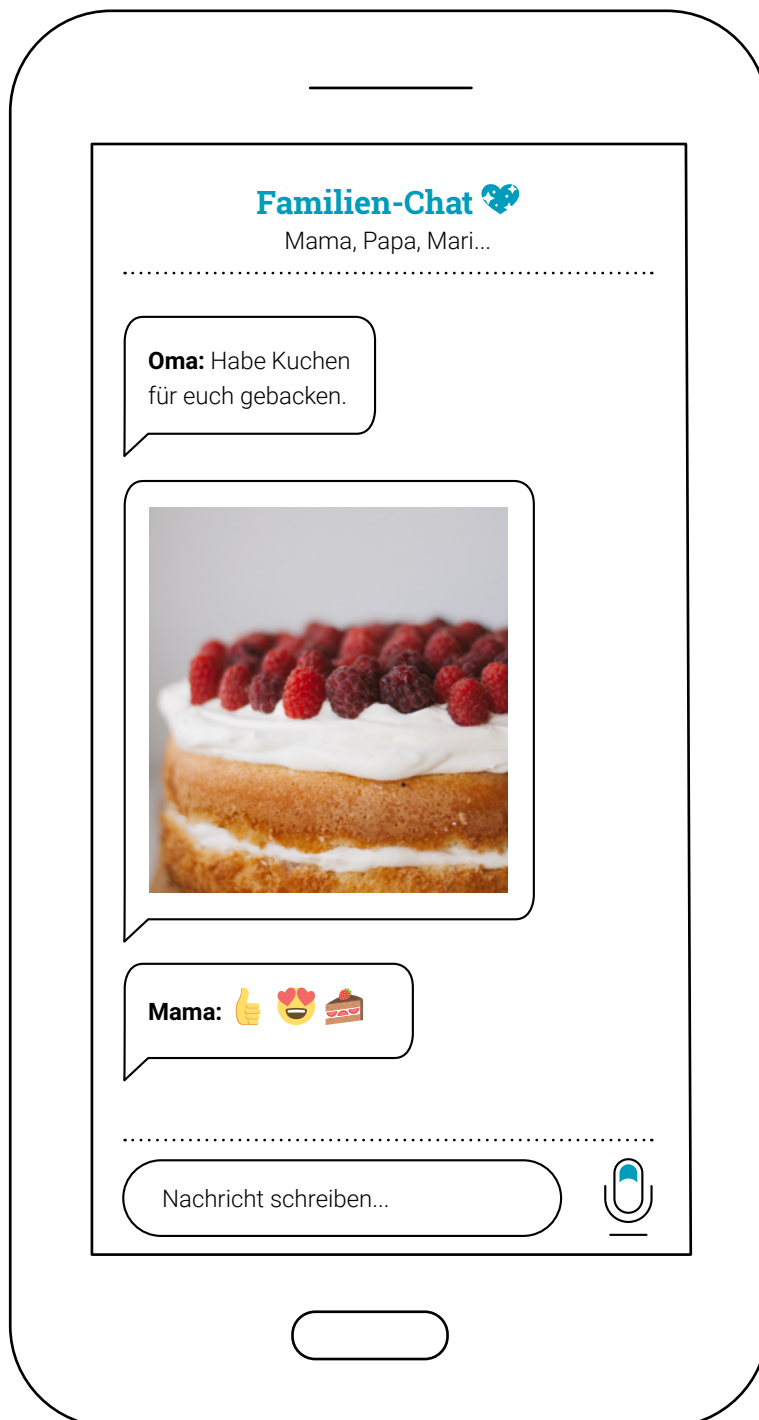 Familien-Chat
Mama, Papa, Mari...
Oma: Habe Kuchen
für euch gebacken.
Mama: 👍 😍 🍰
Nachricht schreiben...